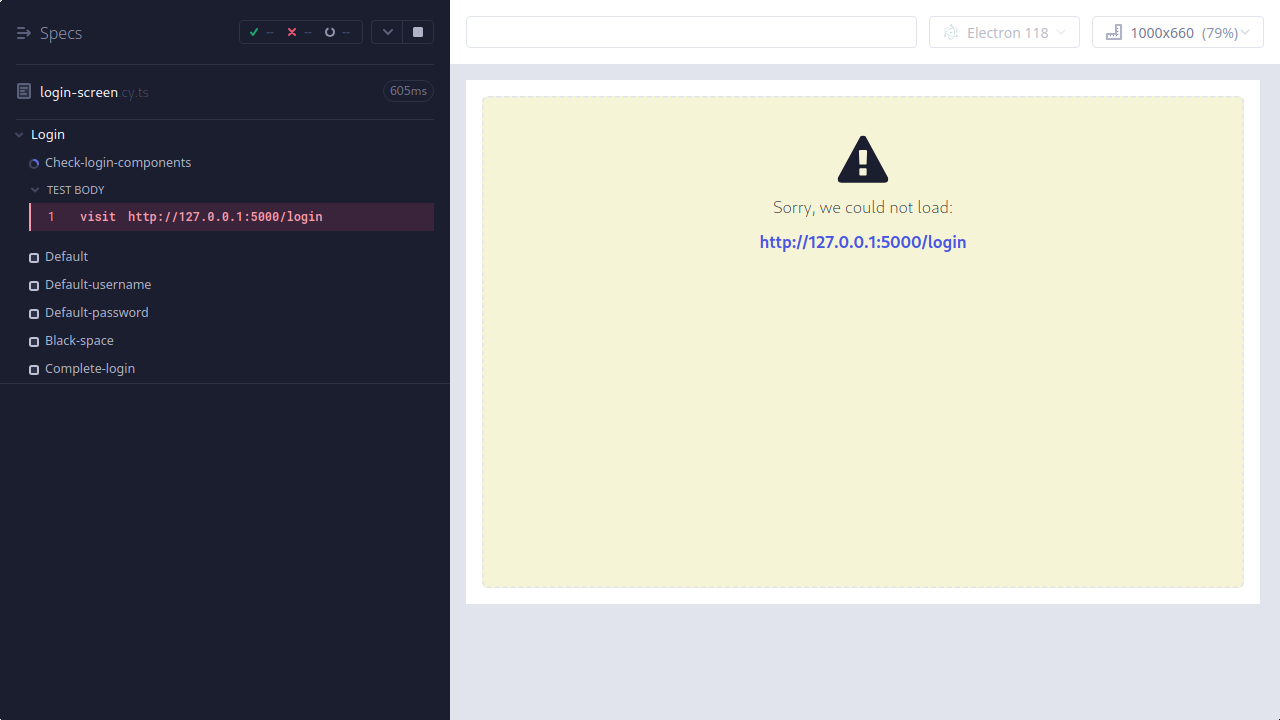 Specs
--
--
--
login-screen.cy.ts
605ms
Login
Check-login-components
TEST BODY
1 visit http://127.0.0.1:5000/login
Default
Default-username
Default-password
Black-space
Complete-login
Electron 118
1000x660 (79%)
Sorry, we could not load:
http://127.0.0.1:5000/login